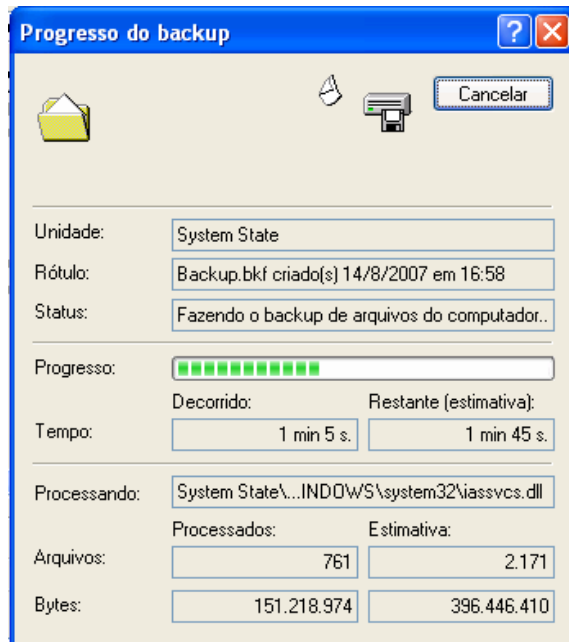 Progresso do backup
Cancelar
Unidade: System State
Rótulo: Backup.bkf criado(s) 14/8/2007 em 16:58
Status: Fazendo o backup de arquivos do computador..
Progresso:
Decorrido: Restante (estimativa):
Tempo: 1 min 5 s. 1 min 45 s.
Processando: System State\...INDOWS\system32\iassvcs.dll
Processados: Estimativa:
Arquivos: 761 2.171
Bytes: 151.218.974 396.446.410